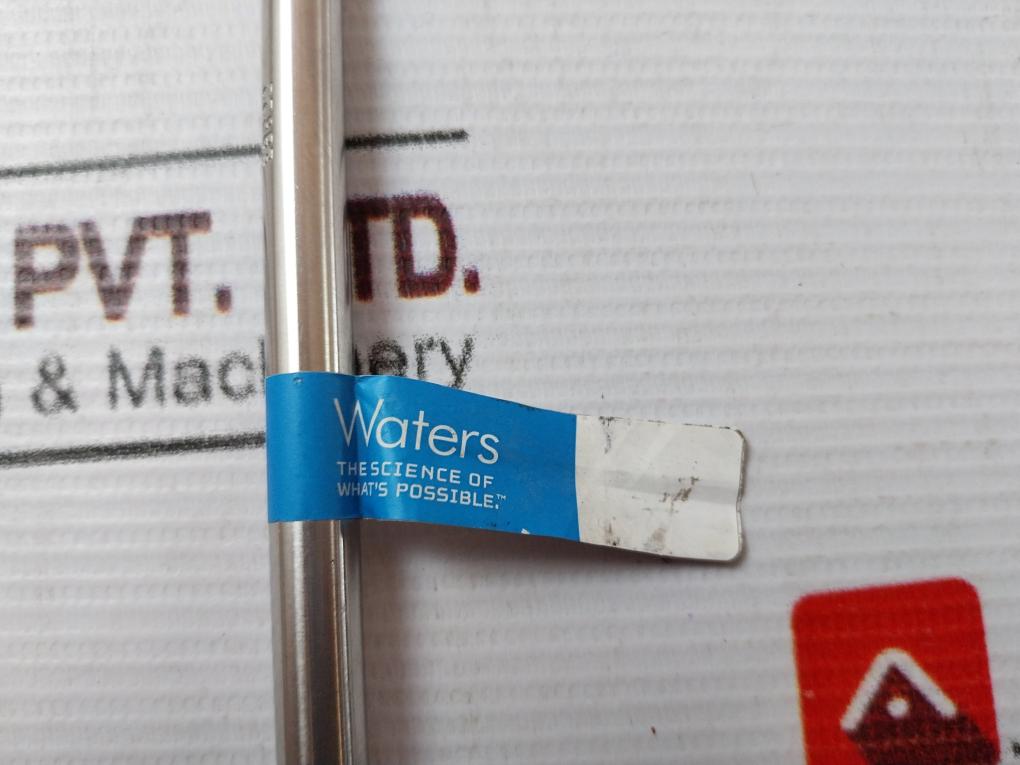 PVT. TD.
& Mac ery
Waters
THE SCIENCE OF
WHAT'S POSSIBLE.™